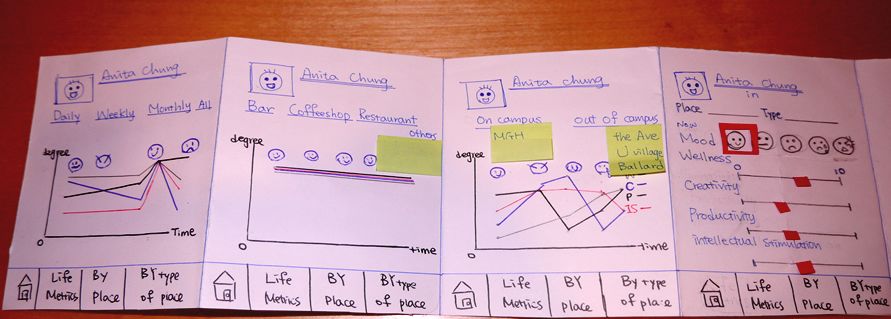 Anita Chung
Daily Weekly Monthly All
degree
0
Time
Life Metrics
BY Place
BY type of place
Anita Chung
Bar Coffeeshop Restaurant
others
degree
0
time
Life Metrics
BY Place
BY type of place
Anita Chung
On campus out of campus
MGH
the Ave
U village
Ballard
degree
C —
P —
IS —
0
time
Life Metrics
BY Place
By type of place
Anita Chung
in
Place Type
Now
Mood
Wellness
0 10
Creativity
Productivity
intellectual stimulation
Life Metrics
BY Place
BY type of place